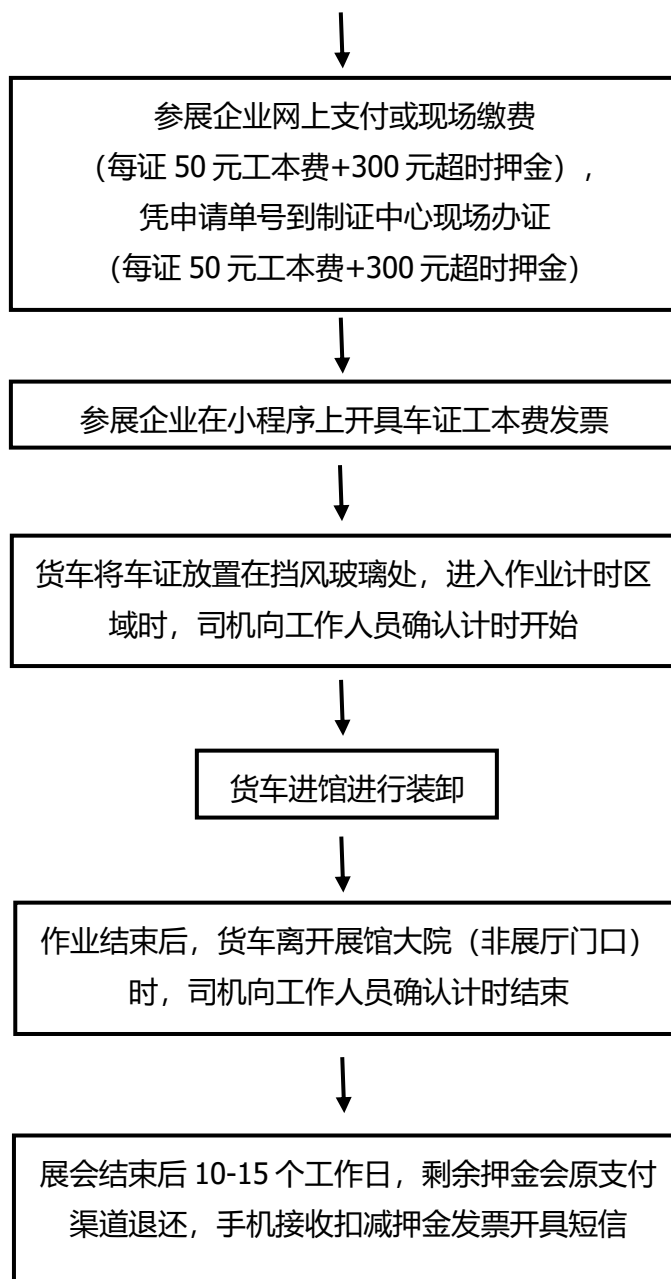 参展企业网上支付或现场缴费
（每证 50 元工本费+300 元超时押金），
凭申请单号到制证中心现场办证
（每证 50 元工本费+300 元超时押金）
参展企业在小程序上开具车证工本费发票
货车将车证放置在挡风玻璃处，进入作业计时区
域时，司机向工作人员确认计时开始
货车进馆进行装卸
作业结束后，货车离开展馆大院（非展厅门口）
时，司机向工作人员确认计时结束
展会结束后 10-15 个工作日，剩余押金会原支付
渠道退还，手机接收扣减押金发票开具短信